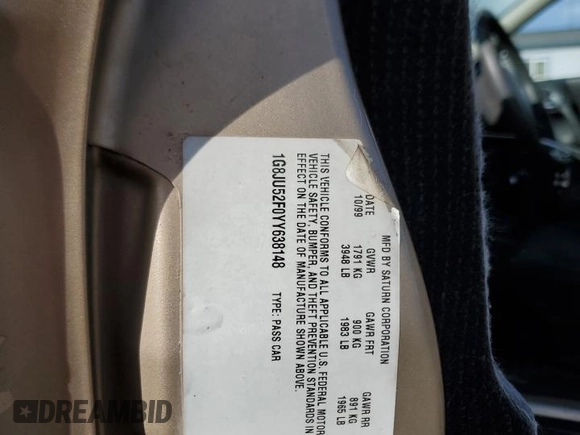 MFD BY SATURN CORPORATION
DATE GVWR GAWR FRT GAWR RR
10/99 1791 KG 900 KG 891 KG
3948 LB 1983 LB 1965 LB
THIS VEHICLE CONFORMS TO ALL APPLICABLE U.S. FEDERAL MOTOR
VEHICLE SAFETY, BUMPER, AND THEFT PREVENTION STANDARDS IN
EFFECT ON THE DATE OF MANUFACTURE SHOWN ABOVE.
1G8JU52F0YY638148 TYPE: PASS CAR
DREAMBID